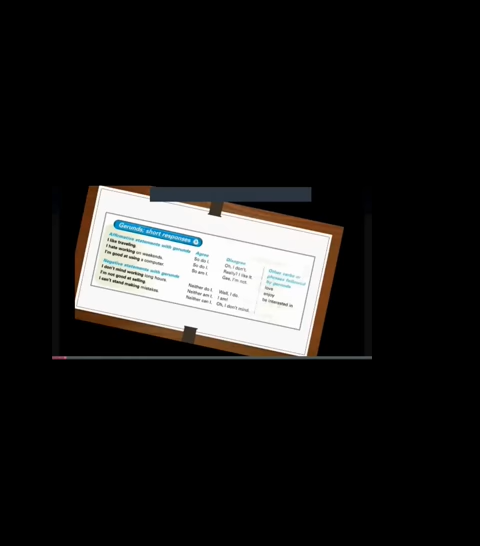 Gerunds; short responses
Affirmative statements with gerunds Agree Disagree
I like traveling. So do I. Oh, I don't.
I hate working on weekends. So do I. Really? I like it.
I'm good at using a computer. So am I. Gee, I'm not.
Negative statements with gerunds
I don't mind working long hours. Neither do I. Well, I do.
I'm not good at selling. Neither am I. I am!
I can't stand making mistakes. Neither can I. Oh, I don't mind.
Other verbs or
phrases followed
by gerunds
love
enjoy
be interested in